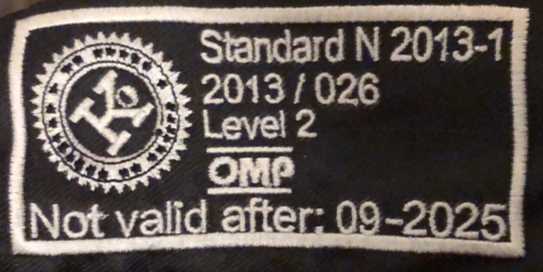 Standard N 2013-1
2013 / 026
Level 2
OMP
Not valid after: 09-2025